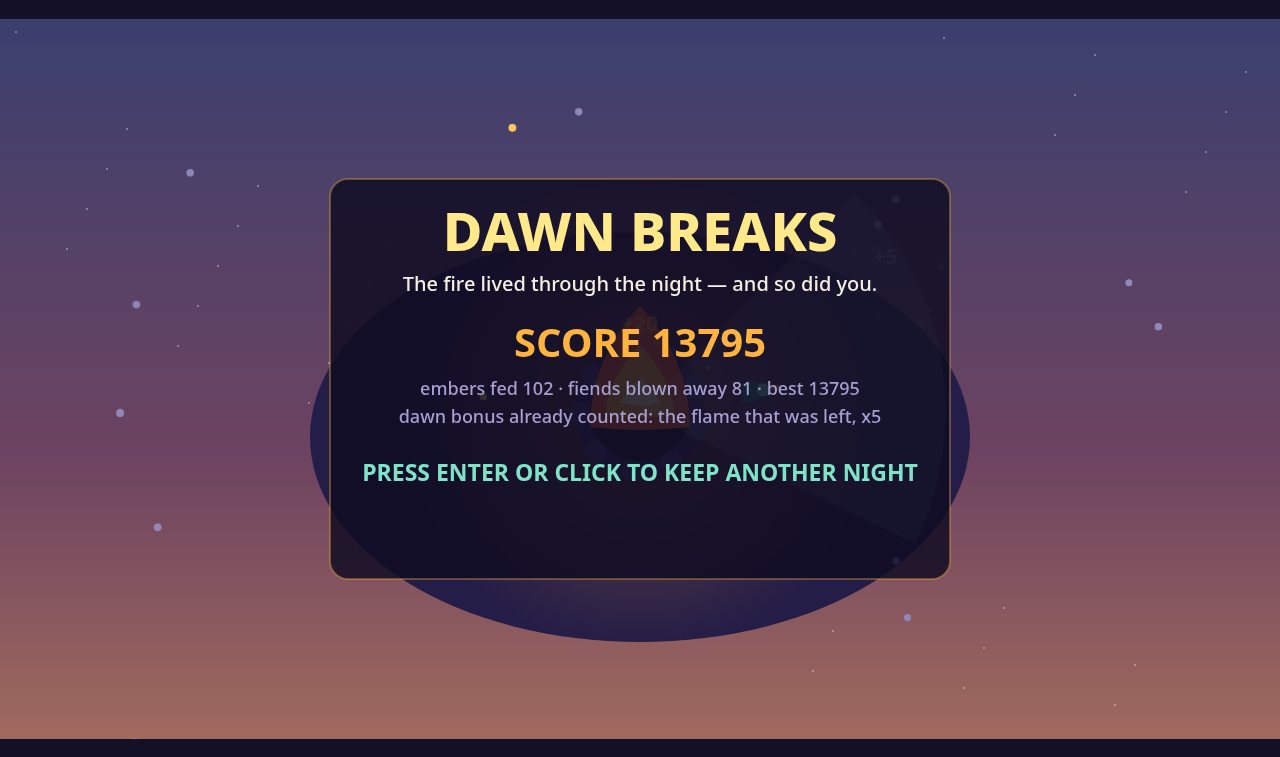 DAWN BREAKS
+5
The fire lived through the night — and so did you.
SCORE 13795
embers fed 102 · fiends blown away 81 · best 13795
dawn bonus already counted: the flame that was left, x5
PRESS ENTER OR CLICK TO KEEP ANOTHER NIGHT